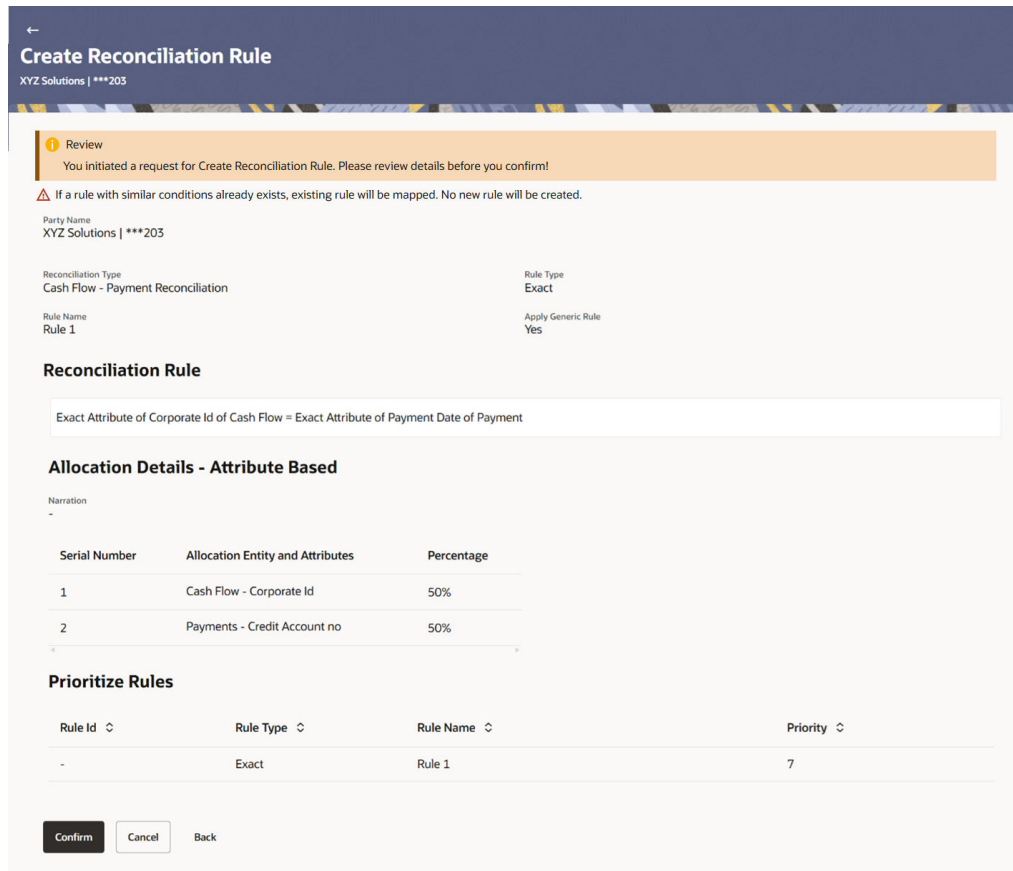 ←
Create Reconciliation Rule
XYZ Solutions | ***203
Review
You initiated a request for Create Reconciliation Rule. Please review details before you confirm!
If a rule with similar conditions already exists, existing rule will be mapped. No new rule will be created.
Party Name
XYZ Solutions | ***203
Reconciliation Type Rule Type
Cash Flow - Payment Reconciliation Exact
Rule Name Apply Generic Rule
Rule 1 Yes
Reconciliation Rule
Exact Attribute of Corporate Id of Cash Flow = Exact Attribute of Payment Date of Payment
Allocation Details - Attribute Based
Narration
-
Serial Number Allocation Entity and Attributes Percentage
1 Cash Flow - Corporate Id 50%
2 Payments - Credit Account no 50%
Prioritize Rules
Rule Id Rule Type Rule Name Priority
- Exact Rule 1 7
Confirm Cancel Back